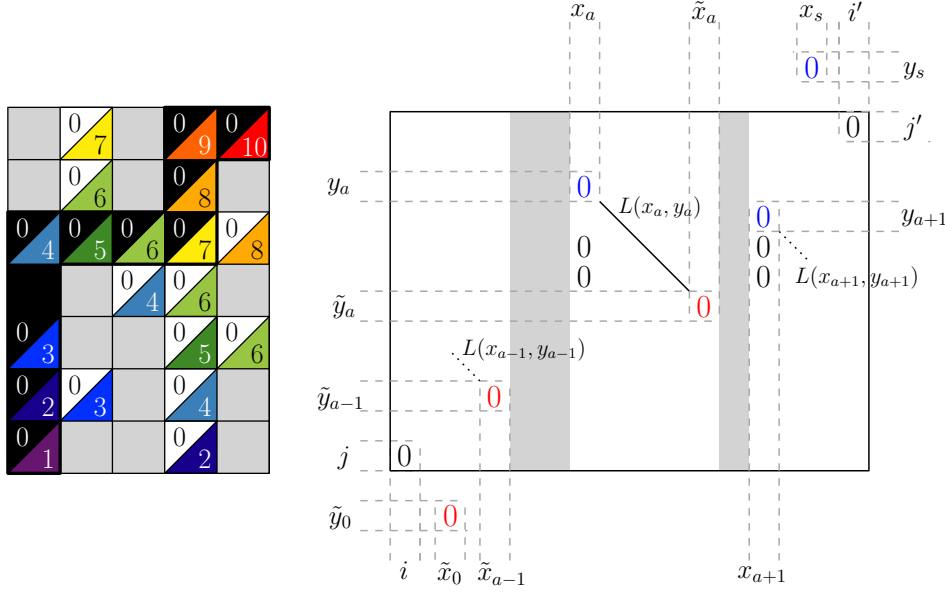 0 7 0 9 0 10
0 6 0 8
0 4 0 5 0 6 0 7 0 8
0 4 0 6
3 0 5 0 6
0 2 0 3 0 4
0 1 0 2
x_a x̃_a x_s i′
0 y_s
0 j′
y_a 0
L(x_a, y_a)
0 y_{a+1}
0 0
0 0 L(x_{a+1}, y_{a+1})
ỹ_a 0
L(x_{a−1}, y_{a−1})
ỹ_{a−1} 0
j 0
ỹ_0 0
i x̃_0 x̃_{a−1} x_{a+1}